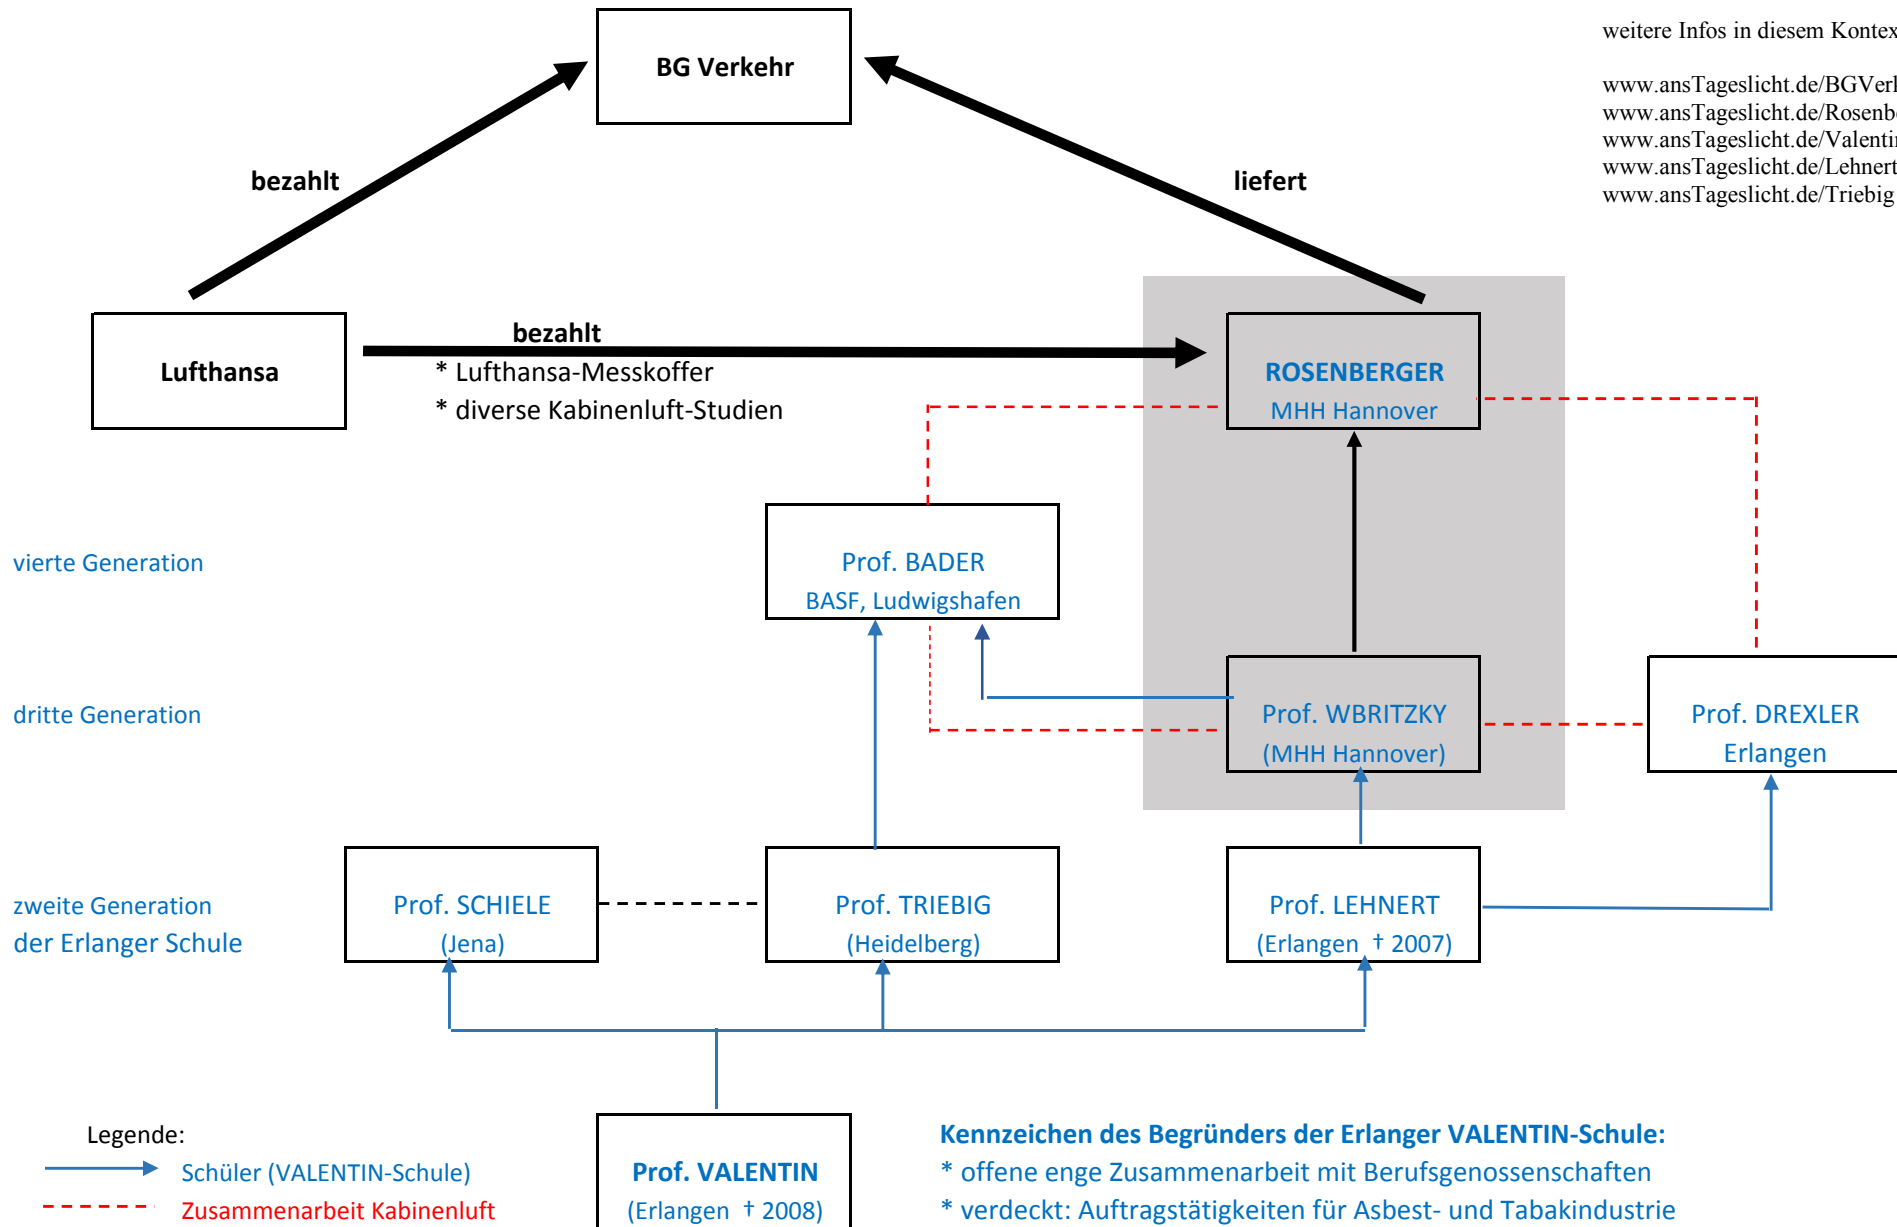 weitere Infos in diesem Kontex
BG Verkehr
www.ansTageslicht.de/BGVerk
www.ansTageslicht.de/Rosenbe
www.ansTageslicht.de/Valentin
www.ansTageslicht.de/Lehnert
www.ansTageslicht.de/Triebig
bezahlt
liefert
bezahlt
Lufthansa
* Lufthansa-Messkoffer
* diverse Kabinenluft-Studien
ROSENBERGER
MHH Hannover
vierte Generation
Prof. BADER
BASF, Ludwigshafen
dritte Generation
Prof. WBRITZKY
(MHH Hannover)
Prof. DREXLER
Erlangen
zweite Generation
der Erlanger Schule
Prof. SCHIELE
(Jena)
Prof. TRIEBIG
(Heidelberg)
Prof. LEHNERT
(Erlangen † 2007)
Legende:
Schüler (VALENTIN-Schule)
Zusammenarbeit Kabinenluft
Prof. VALENTIN
(Erlangen † 2008)
Kennzeichen des Begründers der Erlanger VALENTIN-Schule:
* offene enge Zusammenarbeit mit Berufsgenossenschaften
* verdeckt: Auftragstätigkeiten für Asbest- und Tabakindustrie